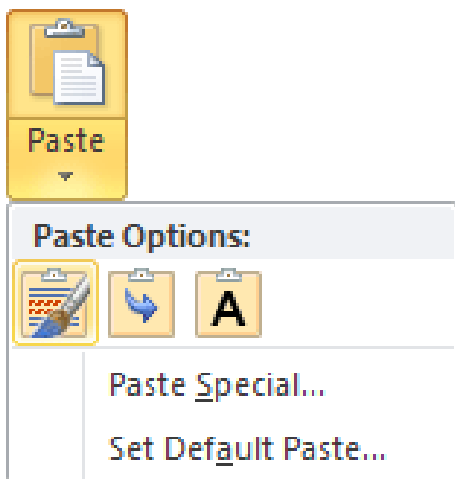 Paste
Paste Options:
A
Paste Special...
Set Default Paste...